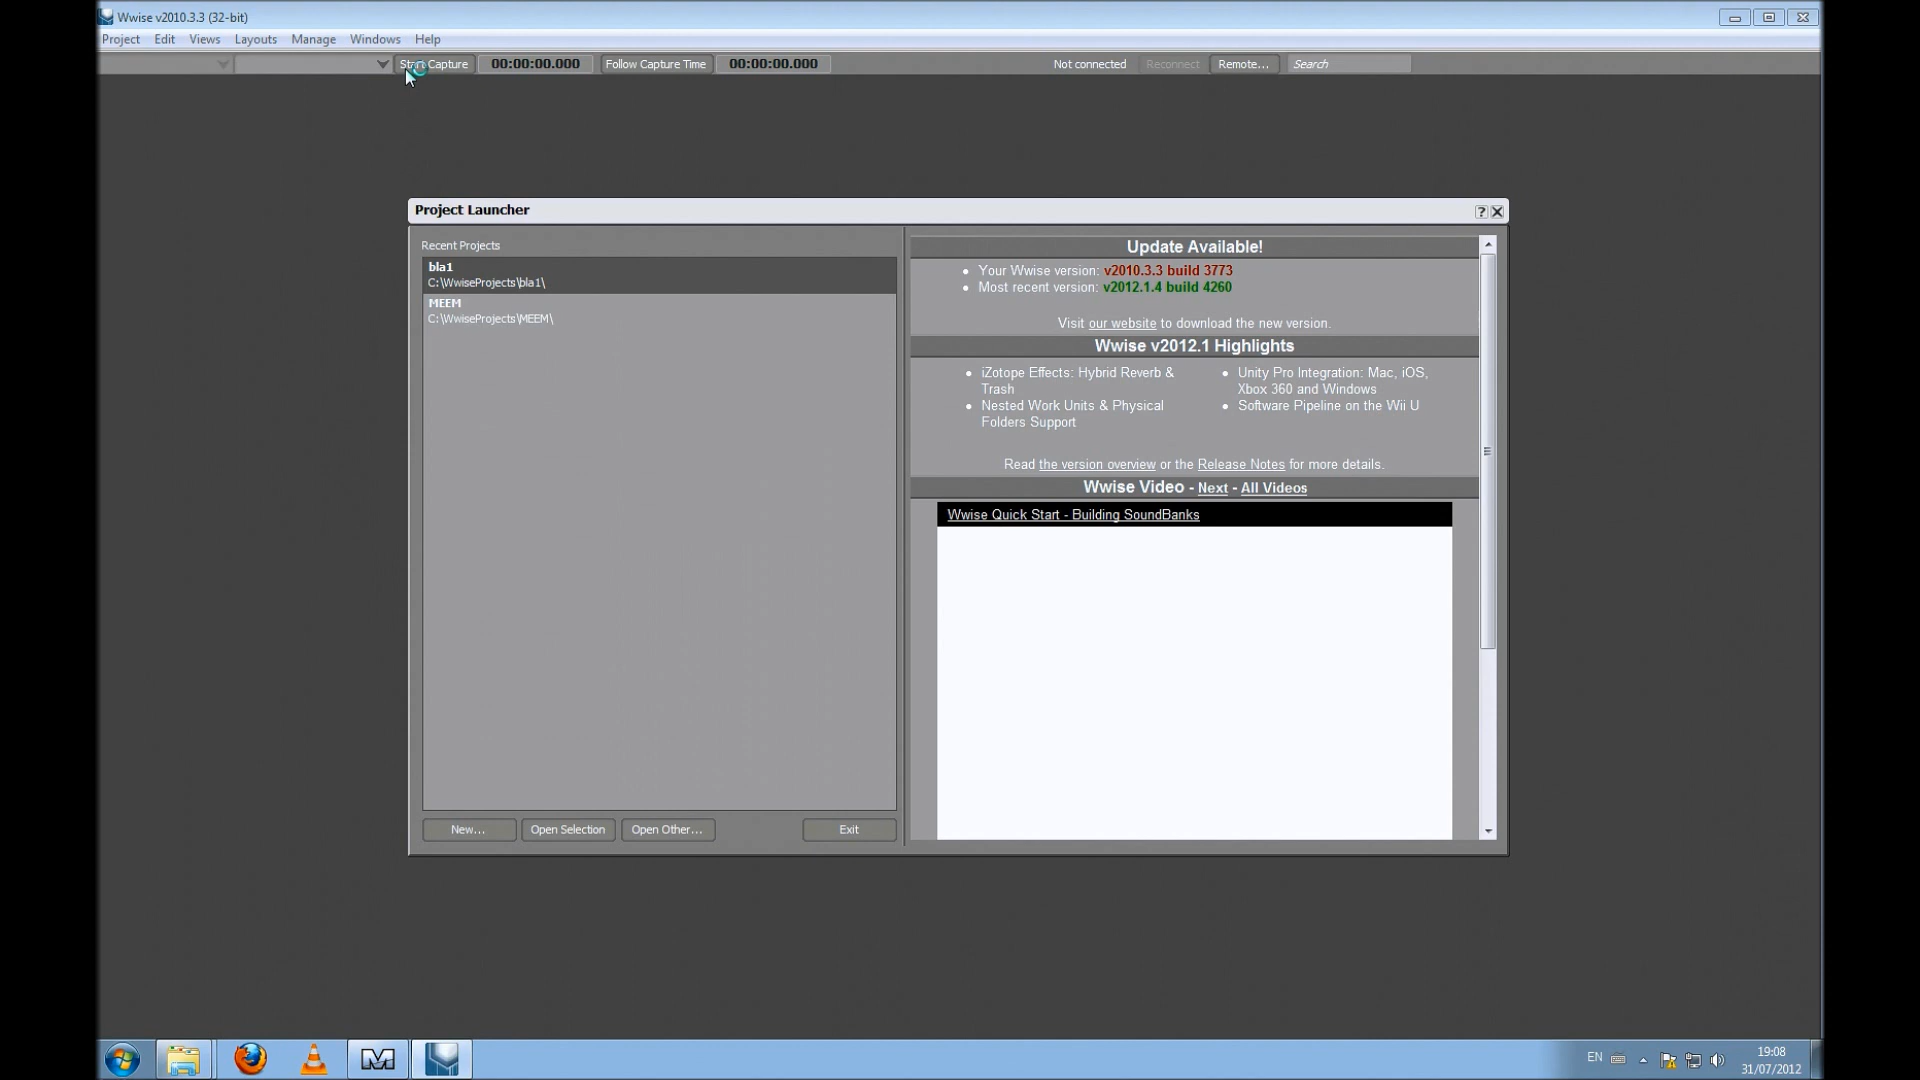 Wwise v2010.3.3 (32-bit)
Project Edit Views Layouts Manage Windows Help
Start Capture 00:00:00.000 Follow Capture Time 00:00:00.000 Not connected Reconnect Remote... Search
Project Launcher
Recent Projects
bla1
C:\WwiseProjects\bla1\
MEEM
C:\WwiseProjects\MEEM\
New... Open Selection Open Other... Exit
Update Available!
• Your Wwise version: v2010.3.3 build 3773
• Most recent version: v2012.1.4 build 4260
Visit our website to download the new version.
Wwise v2012.1 Highlights
• iZotope Effects: Hybrid Reverb &
Trash
• Nested Work Units & Physical
Folders Support
• Unity Pro Integration: Mac, iOS,
Xbox 360 and Windows
• Software Pipeline on the Wii U
Read the version overview or the Release Notes for more details.
Wwise Video - Next - All Videos
Wwise Quick Start - Building SoundBanks
EN
19:08
31/07/2012